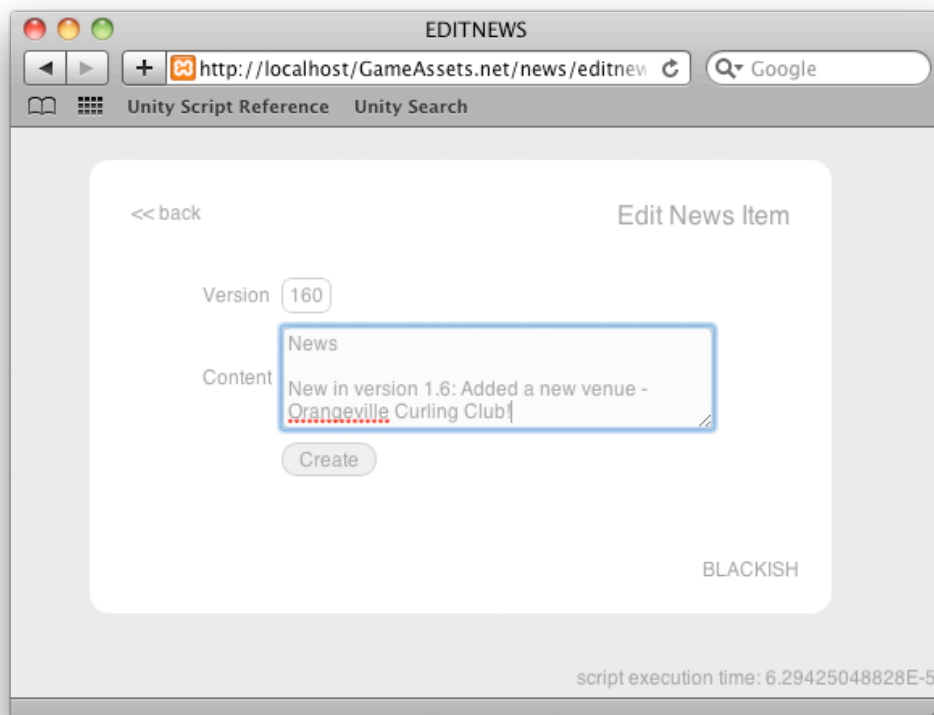 EDITNEWS
http://localhost/GameAssets.net/news/editnew
Google
Unity Script Reference Unity Search
<< back
Edit News Item
Version 160
Content
News
New in version 1.6: Added a new venue -
Orangeville Curling Club!
Create
BLACKISH
script execution time: 6.29425048828E-5